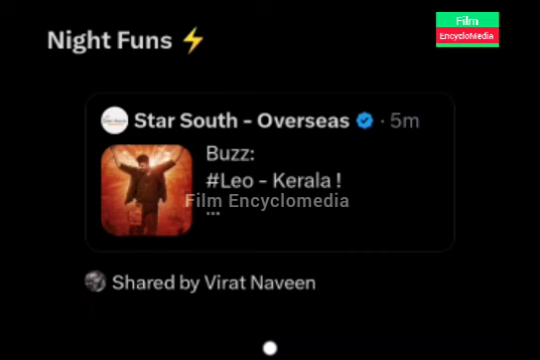 Night Funs ⚡
Film
EncycloMedia
Star South - Overseas · 5m
Buzz:
#Leo - Kerala !
Film Encyclomedia
...
Shared by Virat Naveen